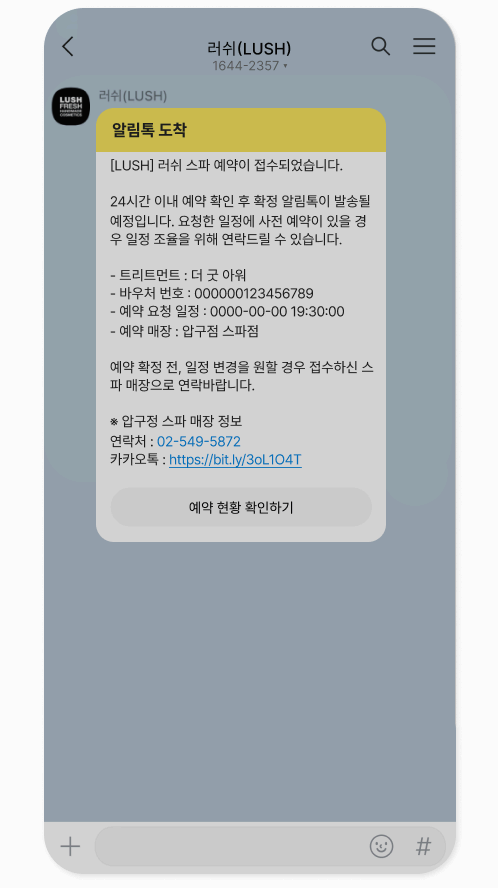 러쉬(LUSH)
1644-2357 ▾
LUSH
FRESH
HANDMADE
COSMETICS
러쉬(LUSH)
알림톡 도착
[LUSH] 러쉬 스파 예약이 접수되었습니다.
24시간 이내 예약 확인 후 확정 알림톡이 발송될
예정입니다. 요청한 일정에 사전 예약이 있을 경
우 일정 조율을 위해 연락드릴 수 있습니다.
- 트리트먼트 : 더 굿 아워
- 바우처 번호 : 000000123456789
- 예약 요청 일정 : 0000-00-00 19:30:00
- 예약 매장 : 압구점 스파점
예약 확정 전, 일정 변경을 원할 경우 접수하신 스
파 매장으로 연락바랍니다.
※ 압구정 스파 매장 정보
연락처 : 02-549-5872
카카오톡 : https://bit.ly/3oL1O4T
예약 현황 확인하기
#